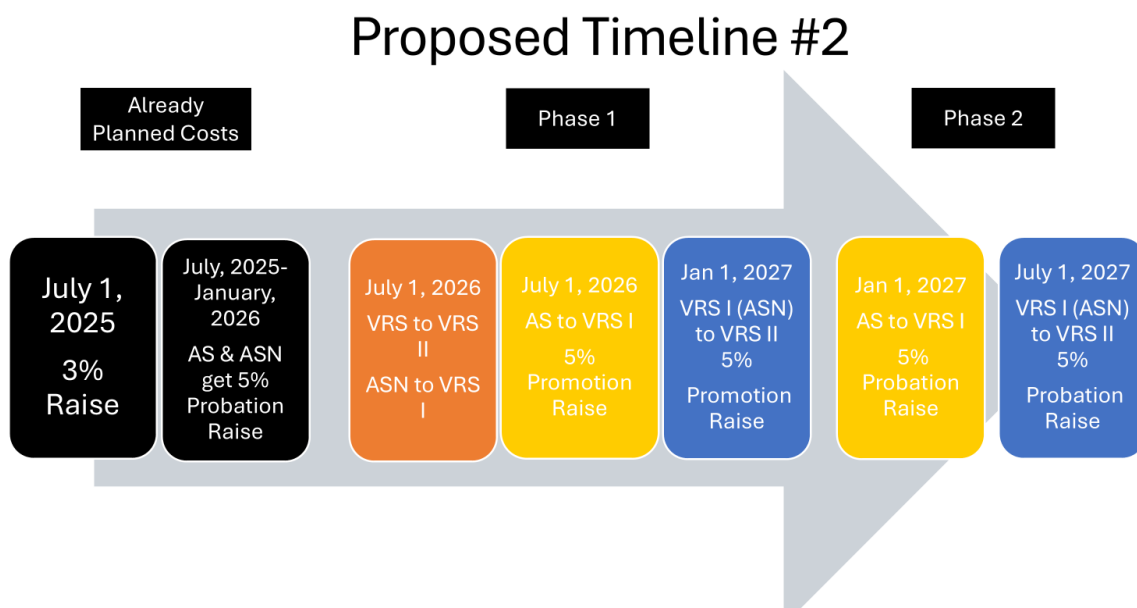 Proposed Timeline #2
Already
Planned Costs
Phase 1
Phase 2
July 1,
2025
3%
Raise
July, 2025-
January,
2026
AS & ASN
get 5%
Probation
Raise
July 1, 2026
VRS to VRS
II
ASN to VRS
I
July 1, 2026
AS to VRS I
5%
Promotion
Raise
Jan 1, 2027
VRS I (ASN)
to VRS II
5%
Promotion
Raise
Jan 1, 2027
AS to VRS I
5%
Probation
Raise
July 1, 2027
VRS I (ASN)
to VRS II
5%
Probation
Raise